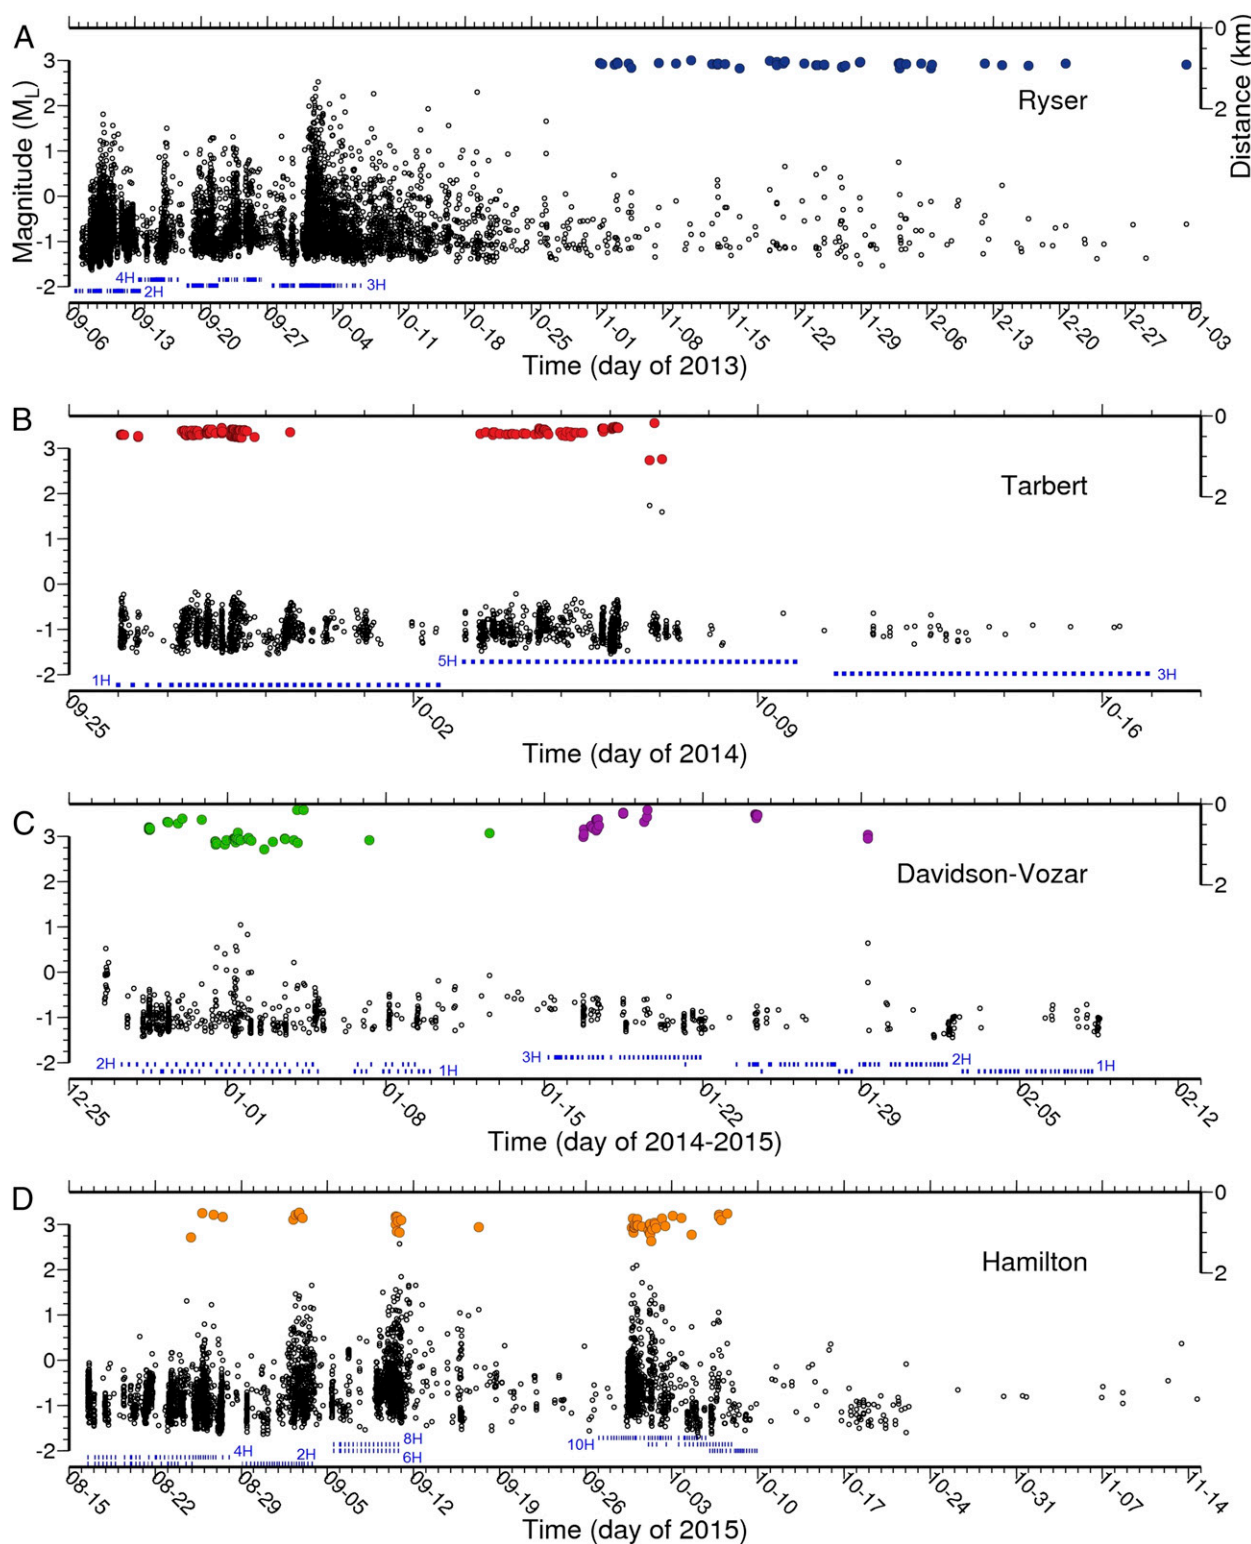 A
Magnitude (M_L)
3
2
1
0
-1
-2
0
2
Distance (km)
Ryser
4H
2H
3H
09-06 09-13 09-20 09-27 10-04 10-11 10-18 10-25 11-01 11-08 11-15 11-22 11-29 12-06 12-13 12-20 12-27 01-03
Time (day of 2013)
B
3
2
1
0
-1
-2
0
2
Tarbert
1H
5H
3H
09-25 10-02 10-09 10-16
Time (day of 2014)
C
3
2
1
0
-1
-2
0
2
Davidson-Vozar
2H
1H
3H
2H
1H
12-25 01-01 01-08 01-15 01-22 01-29 02-05 02-12
Time (day of 2014-2015)
D
3
2
1
0
-1
-2
0
2
Hamilton
4H
2H
8H
6H
10H
08-15 08-22 08-29 09-05 09-12 09-19 09-26 10-03 10-10 10-17 10-24 10-31 11-07 11-14
Time (day of 2015)